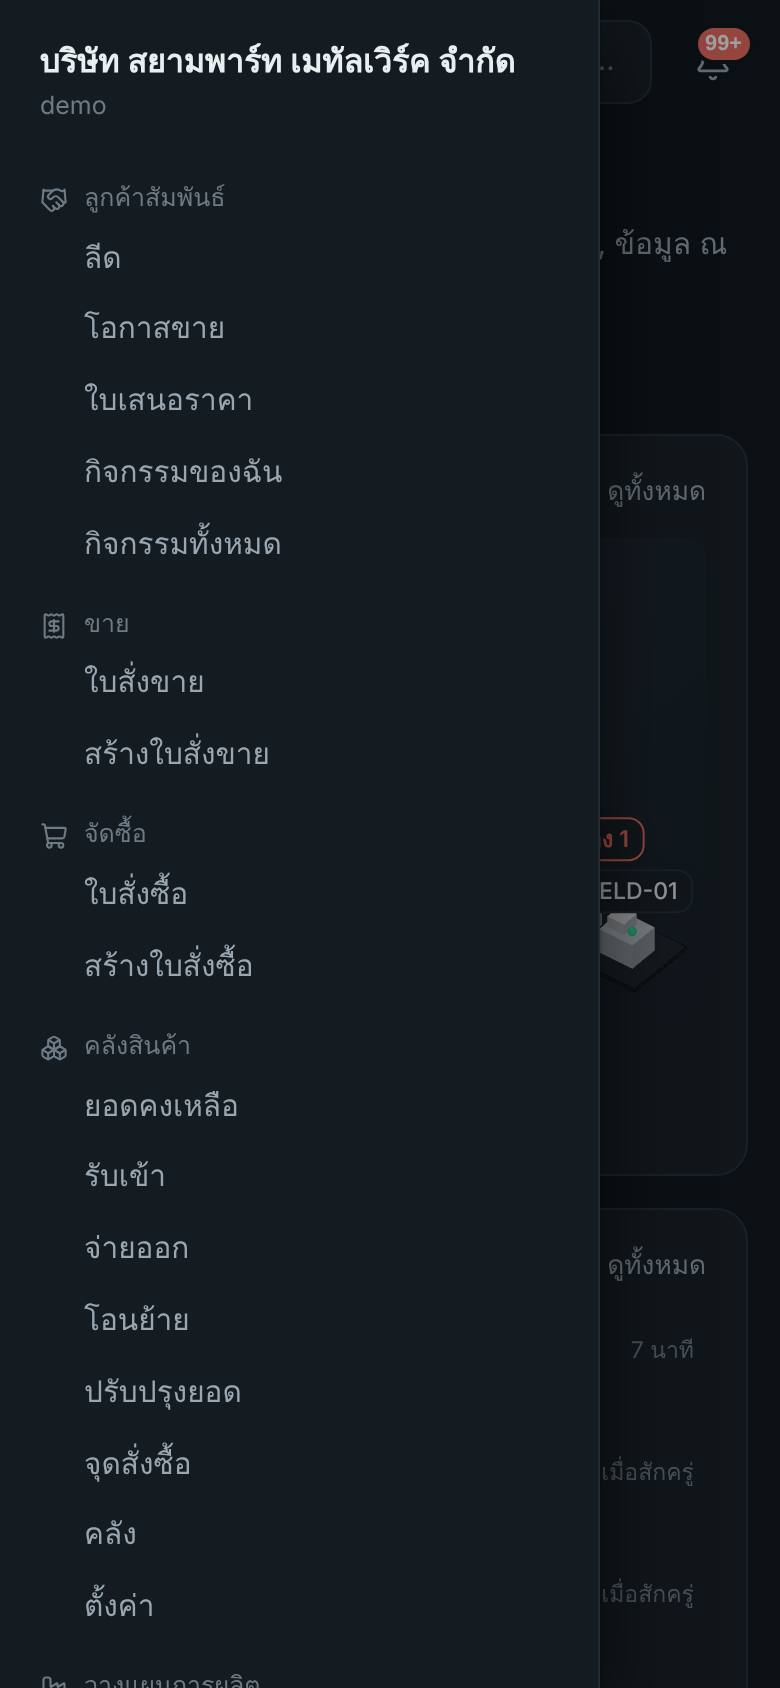 บริษัท สยามพาร์ท เมทัลเวิร์ค จำกัด
demo
ลูกค้าสัมพันธ์
ลีด
โอกาสขาย
ใบเสนอราคา
กิจกรรมของฉัน
กิจกรรมทั้งหมด
ขาย
ใบสั่งขาย
สร้างใบสั่งขาย
จัดซื้อ
ใบสั่งซื้อ
สร้างใบสั่งซื้อ
คลังสินค้า
ยอดคงเหลือ
รับเข้า
จ่ายออก
โอนย้าย
ปรับปรุงยอด
จุดสั่งซื้อ
คลัง
ตั้งค่า
วางแผนการผลิต
99+
, ข้อมูล ณ
ดูทั้งหมด
1
ELD-01
ดูทั้งหมด
7 นาที
เมื่อสักครู่
เมื่อสักครู่